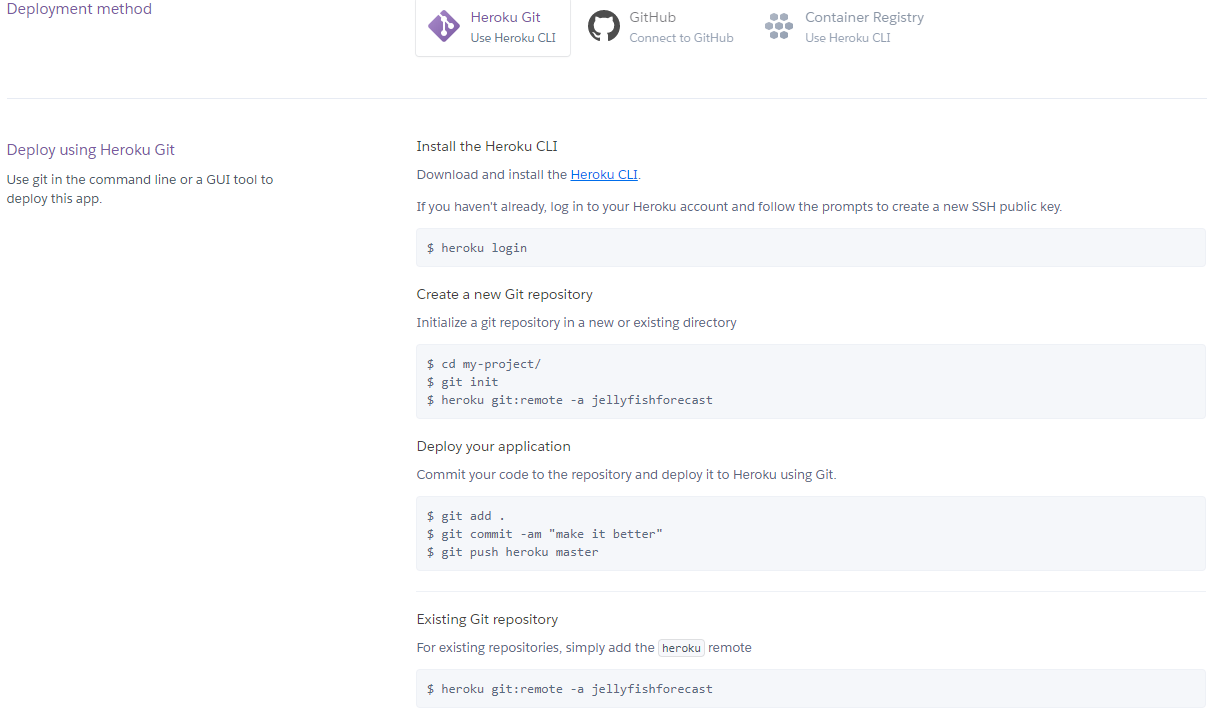 Deployment method
Heroku Git
Use Heroku CLI
GitHub
Connect to GitHub
Container Registry
Use Heroku CLI
Deploy using Heroku Git
Use git in the command line or a GUI tool to
deploy this app.
Install the Heroku CLI
Download and install the Heroku CLI.
If you haven't already, log in to your Heroku account and follow the prompts to create a new SSH public key.
$ heroku login
Create a new Git repository
Initialize a git repository in a new or existing directory
$ cd my-project/
$ git init
$ heroku git:remote -a jellyfishforecast
Deploy your application
Commit your code to the repository and deploy it to Heroku using Git.
$ git add .
$ git commit -am "make it better"
$ git push heroku master
Existing Git repository
For existing repositories, simply add the heroku remote
$ heroku git:remote -a jellyfishforecast